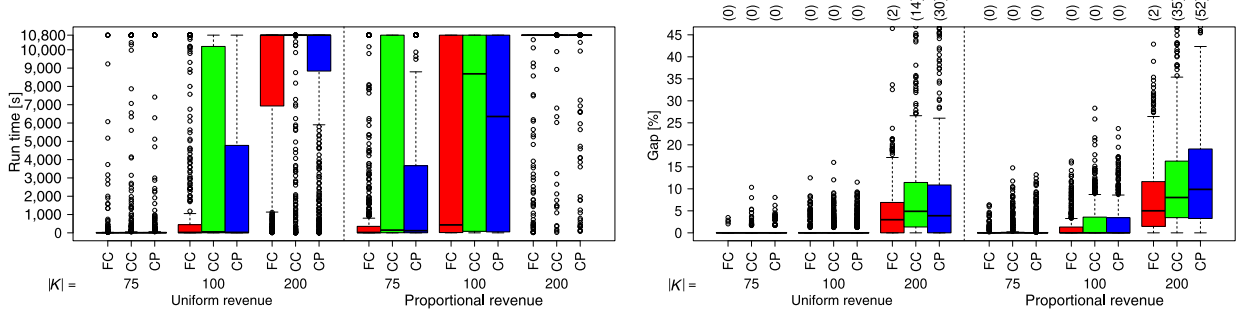 (0) (0) (0) (0) (0) (0) (2) (14) (30) (0) (0) (0) (0) (0) (0) (2) (35) (52)
Run time [s]
10,800
10,000
9,000
8,000
7,000
6,000
5,000
4,000
3,000
2,000
1,000
0
FC CC CP FC CC CP FC CC CP FC CC CP FC CC CP FC CC CP
|K| = 75 100 200 75 100 200
Uniform revenue Proportional revenue
Gap [%]
45
40
35
30
25
20
15
10
5
0
FC CC CP FC CC CP FC CC CP FC CC CP FC CC CP FC CC CP
|K| = 75 100 200 75 100 200
Uniform revenue Proportional revenue